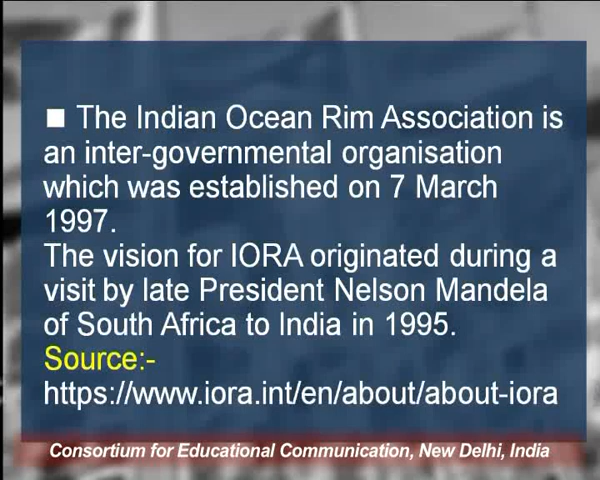 ■ The Indian Ocean Rim Association is
an inter-governmental organisation
which was established on 7 March
1997.
The vision for IORA originated during a
visit by late President Nelson Mandela
of South Africa to India in 1995.
Source:-
https://www.iora.int/en/about/about-iora
Consortium for Educational Communication, New Delhi, India